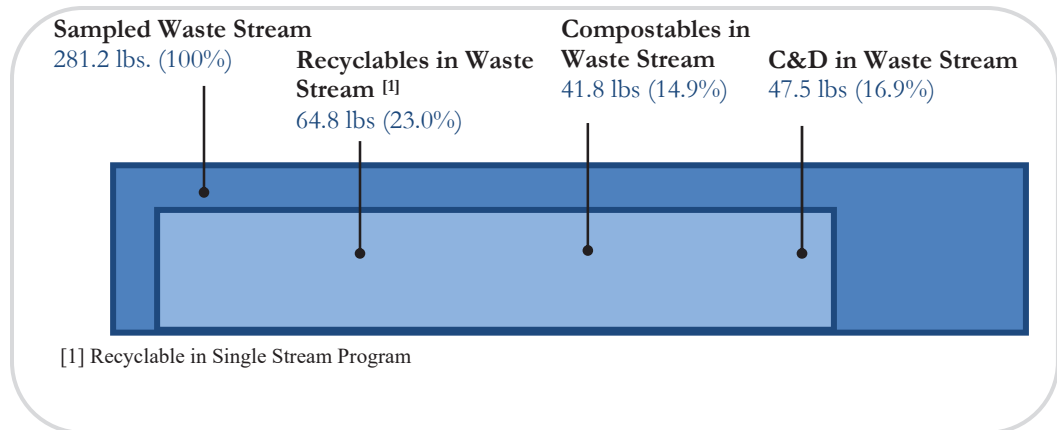 Sampled Waste Stream
281.2 lbs. (100%)
Recyclables in Waste
Stream [1]
64.8 lbs (23.0%)
Compostables in
Waste Stream
41.8 lbs (14.9%)
C&D in Waste Stream
47.5 lbs (16.9%)
[1] Recyclable in Single Stream Program